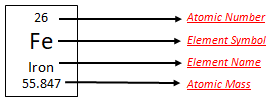 26 Atomic Number
Fe Element Symbol
Iron Element Name
55.847 Atomic Mass